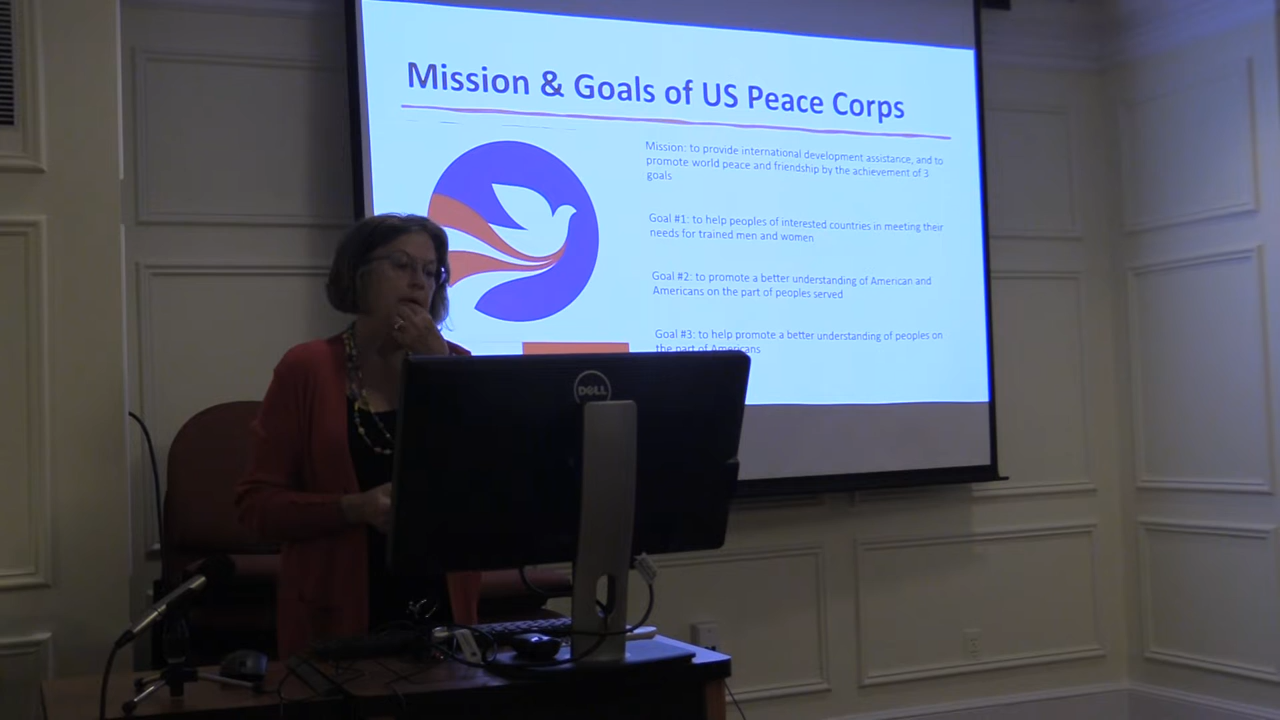 Mission & Goals of US Peace Corps
Mission: to provide international development assistance, and to
promote world peace and friendship by the achievement of 3
goals
Goal #1: to help peoples of interested countries in meeting their
needs for trained men and women
Goal #2: to promote a better understanding of American and
Americans on the part of peoples served
Goal #3: to help promote a better understanding of peoples on
the part of Americans
DELL